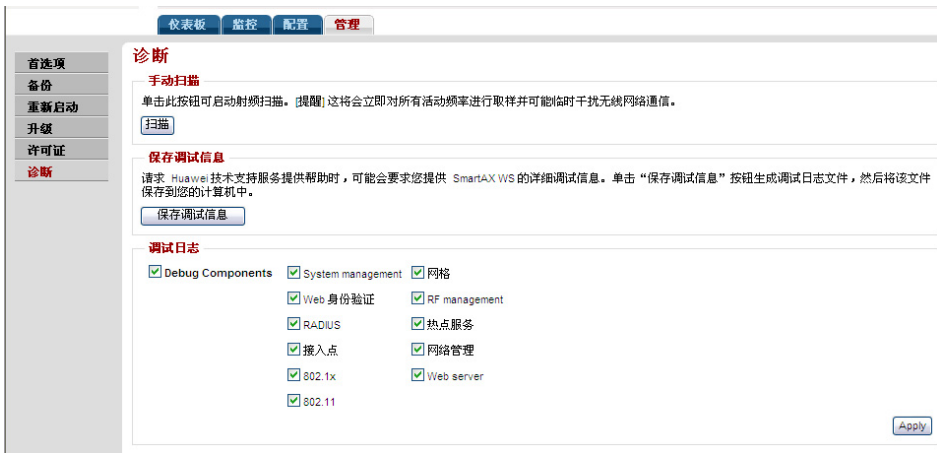 仪表板 监控 配置 管理
首选项
备份
重新启动
升级
许可证
诊断
诊断
手动扫描
单击此按钮可启动射频扫描。[提醒] 这将会立即对所有活动频率进行取样并可能临时干扰无线网络通信。
扫描
保存调试信息
请求 Huawei 技术支持服务提供帮助时，可能会要求您提供 SmartAX WS 的详细调试信息。单击“保存调试信息”按钮生成调试日志文件，然后将该文件
保存到您的计算机中。
保存调试信息
调试日志
Debug Components System management 网格
Web 身份验证 RF management
RADIUS 热点服务
接入点 网络管理
802.1x Web server
802.11
Apply